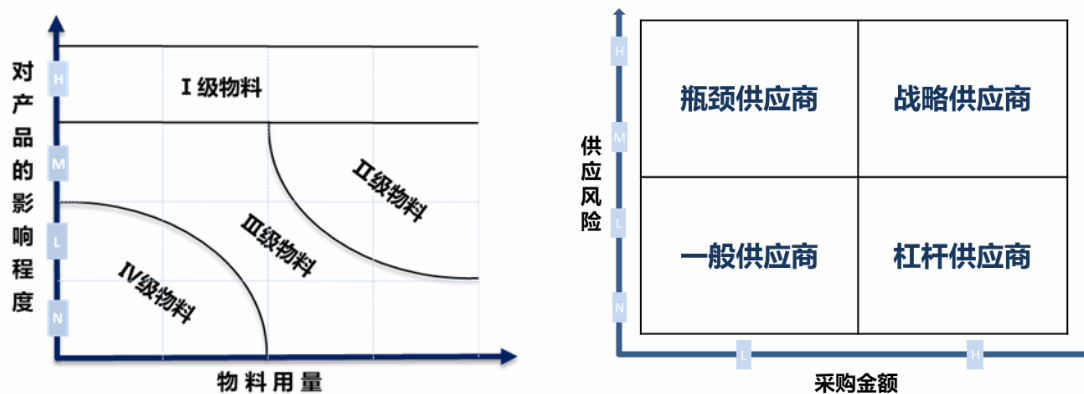 对产品的影响程度
H
M
L
N
Ⅰ级物料
Ⅱ级物料
Ⅲ级物料
Ⅳ级物料
物料用量
供应风险
H
M
L
N
瓶颈供应商
战略供应商
一般供应商
杠杆供应商
L
H
采购金额